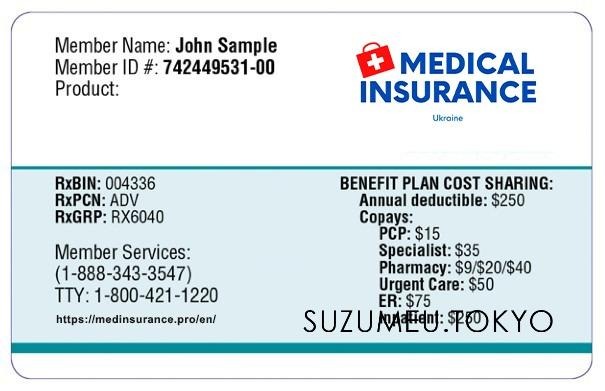 Member Name: John Sample
Member ID #: 742449531-00
Product:
MEDICAL
INSURANCE
Ukraine
RxBIN: 004336
RxPCN: ADV
RxGRP: RX6040
Member Services:
(1-888-343-3547)
TTY: 1-800-421-1220
https://medinsurance.pro/en/
BENEFIT PLAN COST SHARING:
Annual deductible: $250
Copays:
PCP: $15
Specialist: $35
Pharmacy: $9/$20/$40
Urgent Care: $50
ER: $75
Inpatient: $250
SUZUMEU.TOKYO